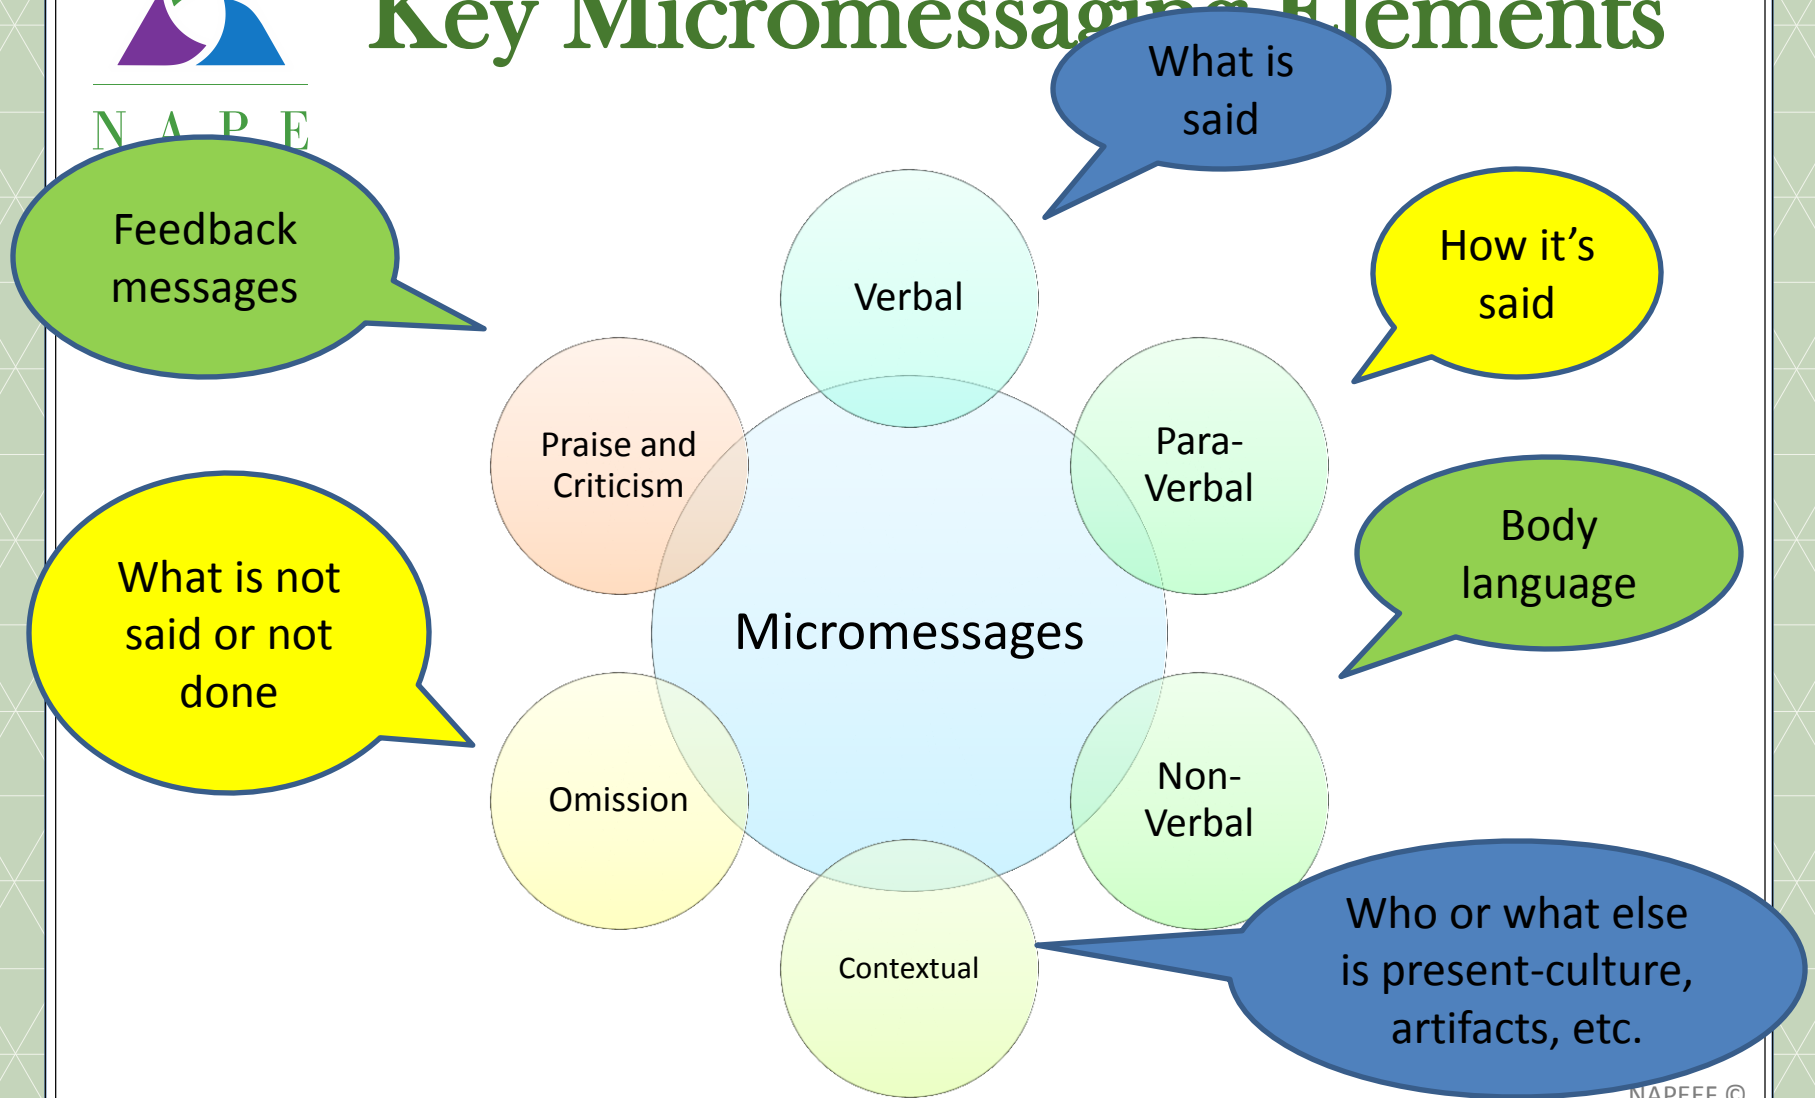 Key Micromessaging Elements
NAPE
What is
said
Feedback
messages
How it's
said
Verbal
Praise and
Criticism
Para-
Verbal
Body
language
What is not
said or not
done
Micromessages
Omission
Non-
Verbal
Contextual
Who or what else
is present-culture,
artifacts, etc.
NAPEEF ©